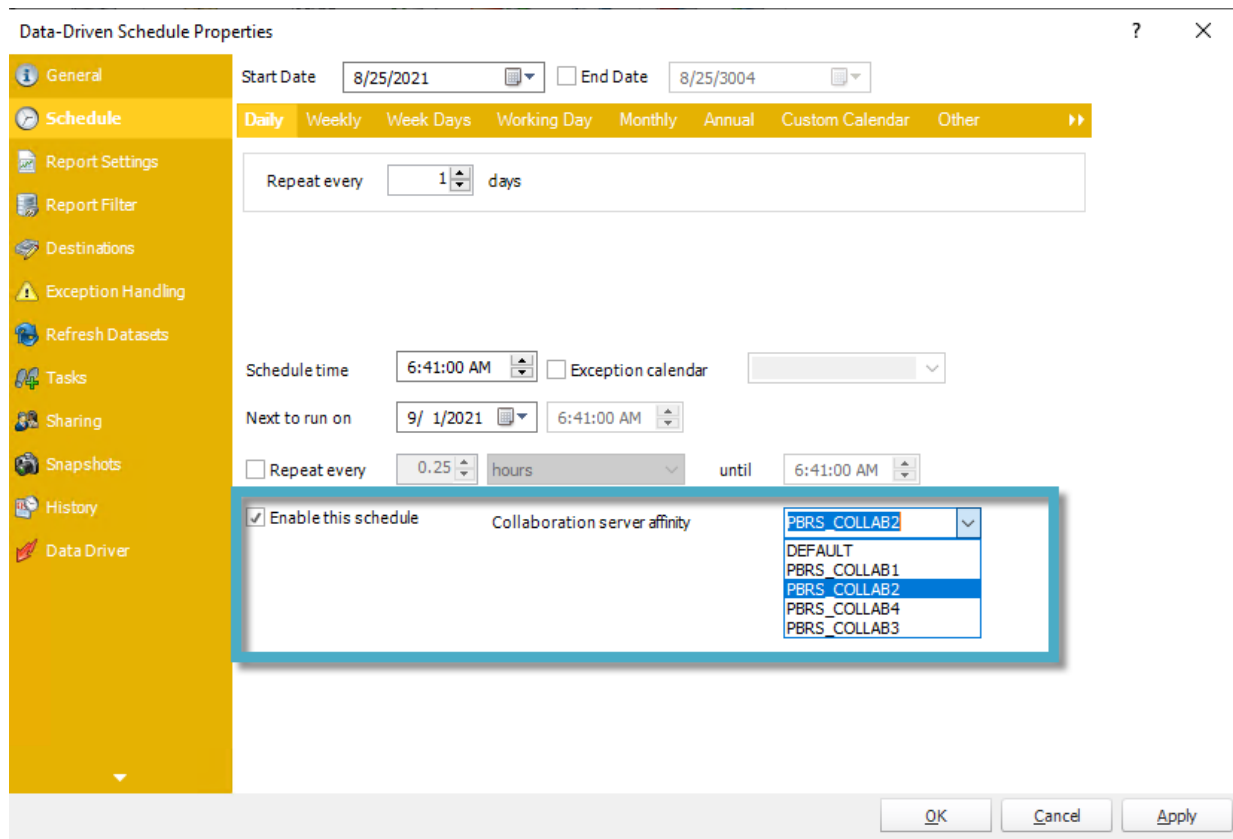 Data-Driven Schedule Properties ?
General
Start Date 8/25/2021 End Date 8/25/3004
Schedule
Daily Weekly Week Days Working Day Monthly Annual Custom Calendar Other
Report Settings
Repeat every 1 days
Report Filter
Destinations
Exception Handling
Refresh Datasets
Schedule time 6:41:00 AM Exception calendar
Tasks
Sharing
Next to run on 9/ 1/2021 6:41:00 AM
Snapshots
Repeat every 0.25 hours until 6:41:00 AM
History
Enable this schedule Collaboration server affinity PBRS_COLLAB2
Data Driver
DEFAULT
PBRS_COLLAB1
PBRS_COLLAB2
PBRS_COLLAB4
PBRS_COLLAB3
OK Cancel Apply